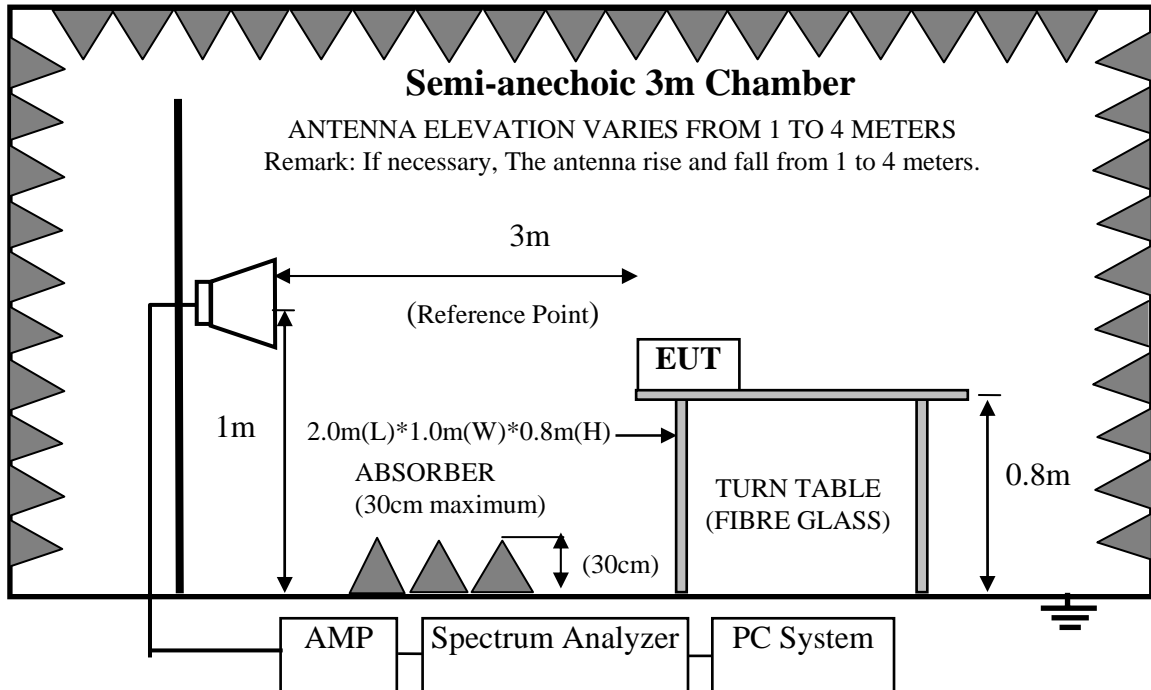 Semi-anechoic 3m Chamber
ANTENNA ELEVATION VARIES FROM 1 TO 4 METERS
Remark: If necessary, The antenna rise and fall from 1 to 4 meters.
3m
(Reference Point)
EUT
1m
2.0m(L)*1.0m(W)*0.8m(H)
ABSORBER
(30cm maximum)
TURN TABLE
(FIBRE GLASS)
0.8m
(30cm)
AMP
Spectrum Analyzer
PC System